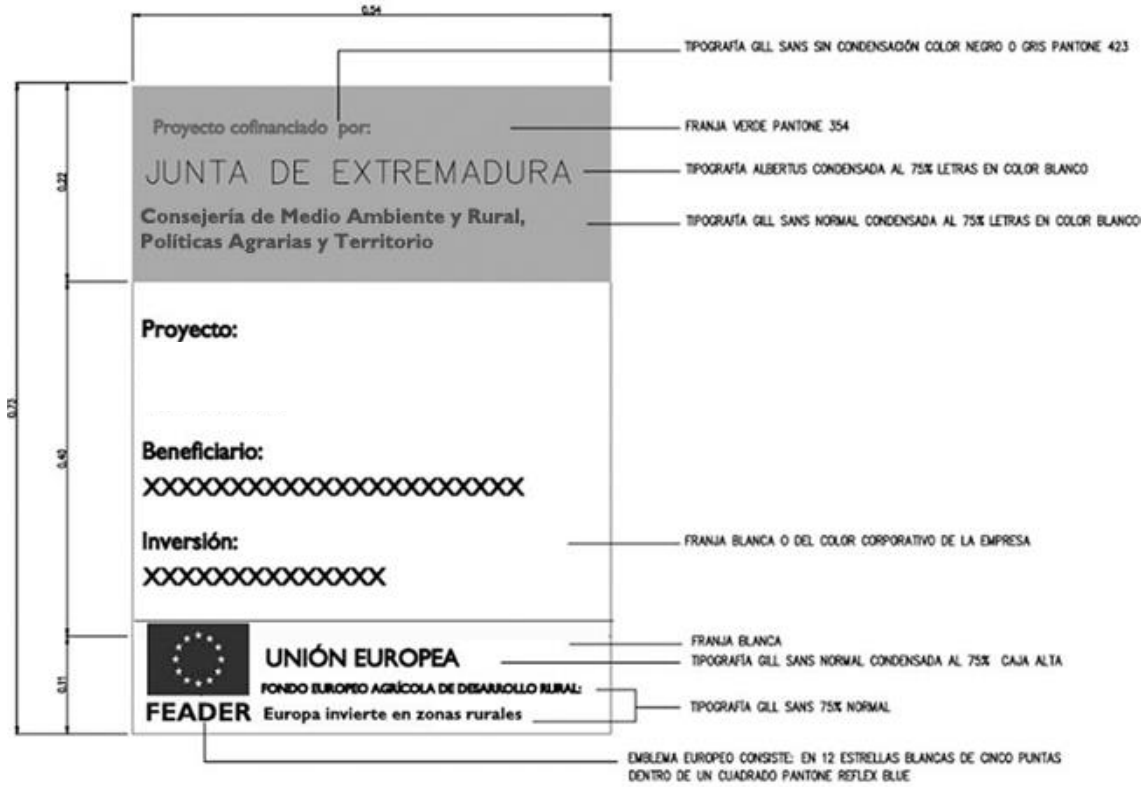 0.54
TIPOGRAFÍA GILL SANS SIN CONDENSACIÓN COLOR NEGRO O GRIS PANTONE 423
Proyecto cofinanciado por:
FRANJA VERDE PANTONE 354
JUNTA DE EXTREMADURA
TIPOGRAFÍA ALBERTUS CONDENSADA AL 75% LETRAS EN COLOR BLANCO
0.22
Consejería de Medio Ambiente y Rural,
Políticas Agrarias y Territorio
TIPOGRAFÍA GILL SANS NORMAL CONDENSADA AL 75% LETRAS EN COLOR BLANCO
Proyecto:
0.73
0.40
Beneficiario:
XXXXXXXXXXXXXXXXXXXXXX
Inversión:
FRANJA BLANCA O DEL COLOR CORPORATIVO DE LA EMPRESA
XXXXXXXXXXXXXX
FRANJA BLANCA
UNIÓN EUROPEA
TIPOGRAFÍA GILL SANS NORMAL CONDENSADA AL 75% CAJA ALTA
0.11
FONDO EUROPEO AGRÍCOLA DE DESARROLLO RURAL:
FEADER
Europa invierte en zonas rurales
TIPOGRAFÍA GILL SANS 75% NORMAL
EMBLEMA EUROPEO CONSISTE: EN 12 ESTRELLAS BLANCAS DE CINCO PUNTAS
DENTRO DE UN CUADRADO PANTONE REFLEX BLUE